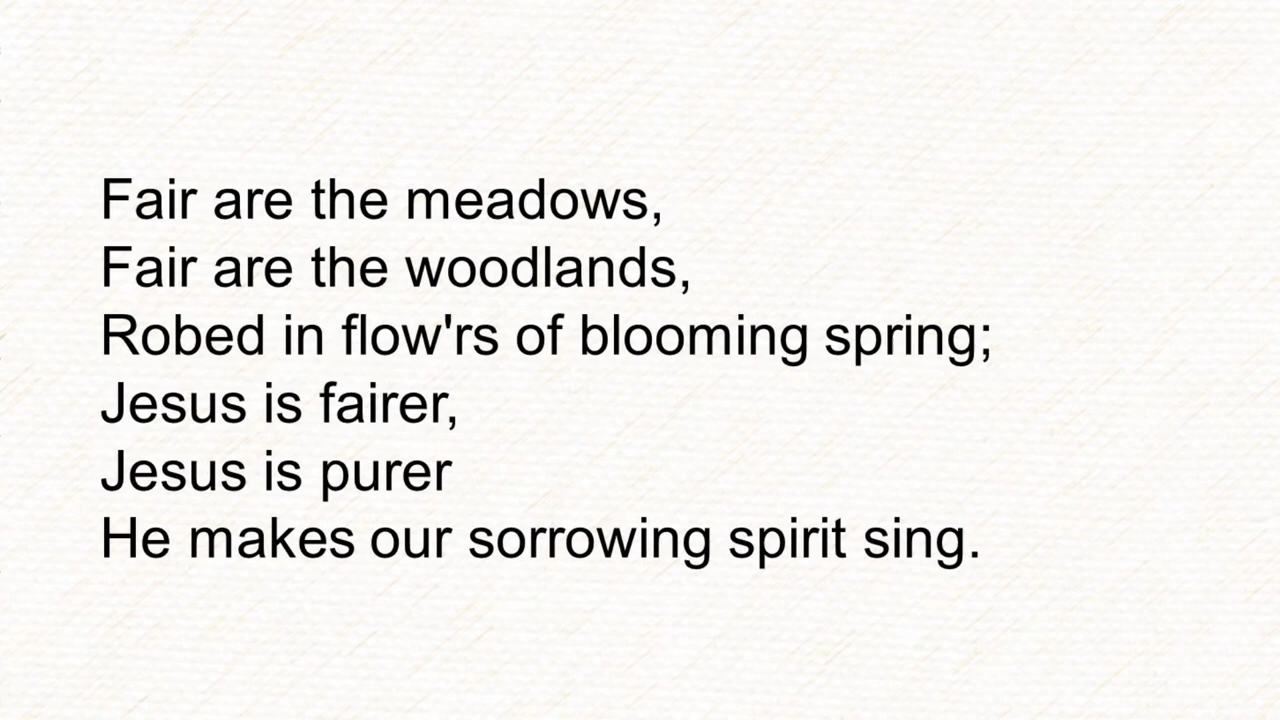 Fair are the meadows,
Fair are the woodlands,
Robed in flow'rs of blooming spring;
Jesus is fairer,
Jesus is purer
He makes our sorrowing spirit sing.